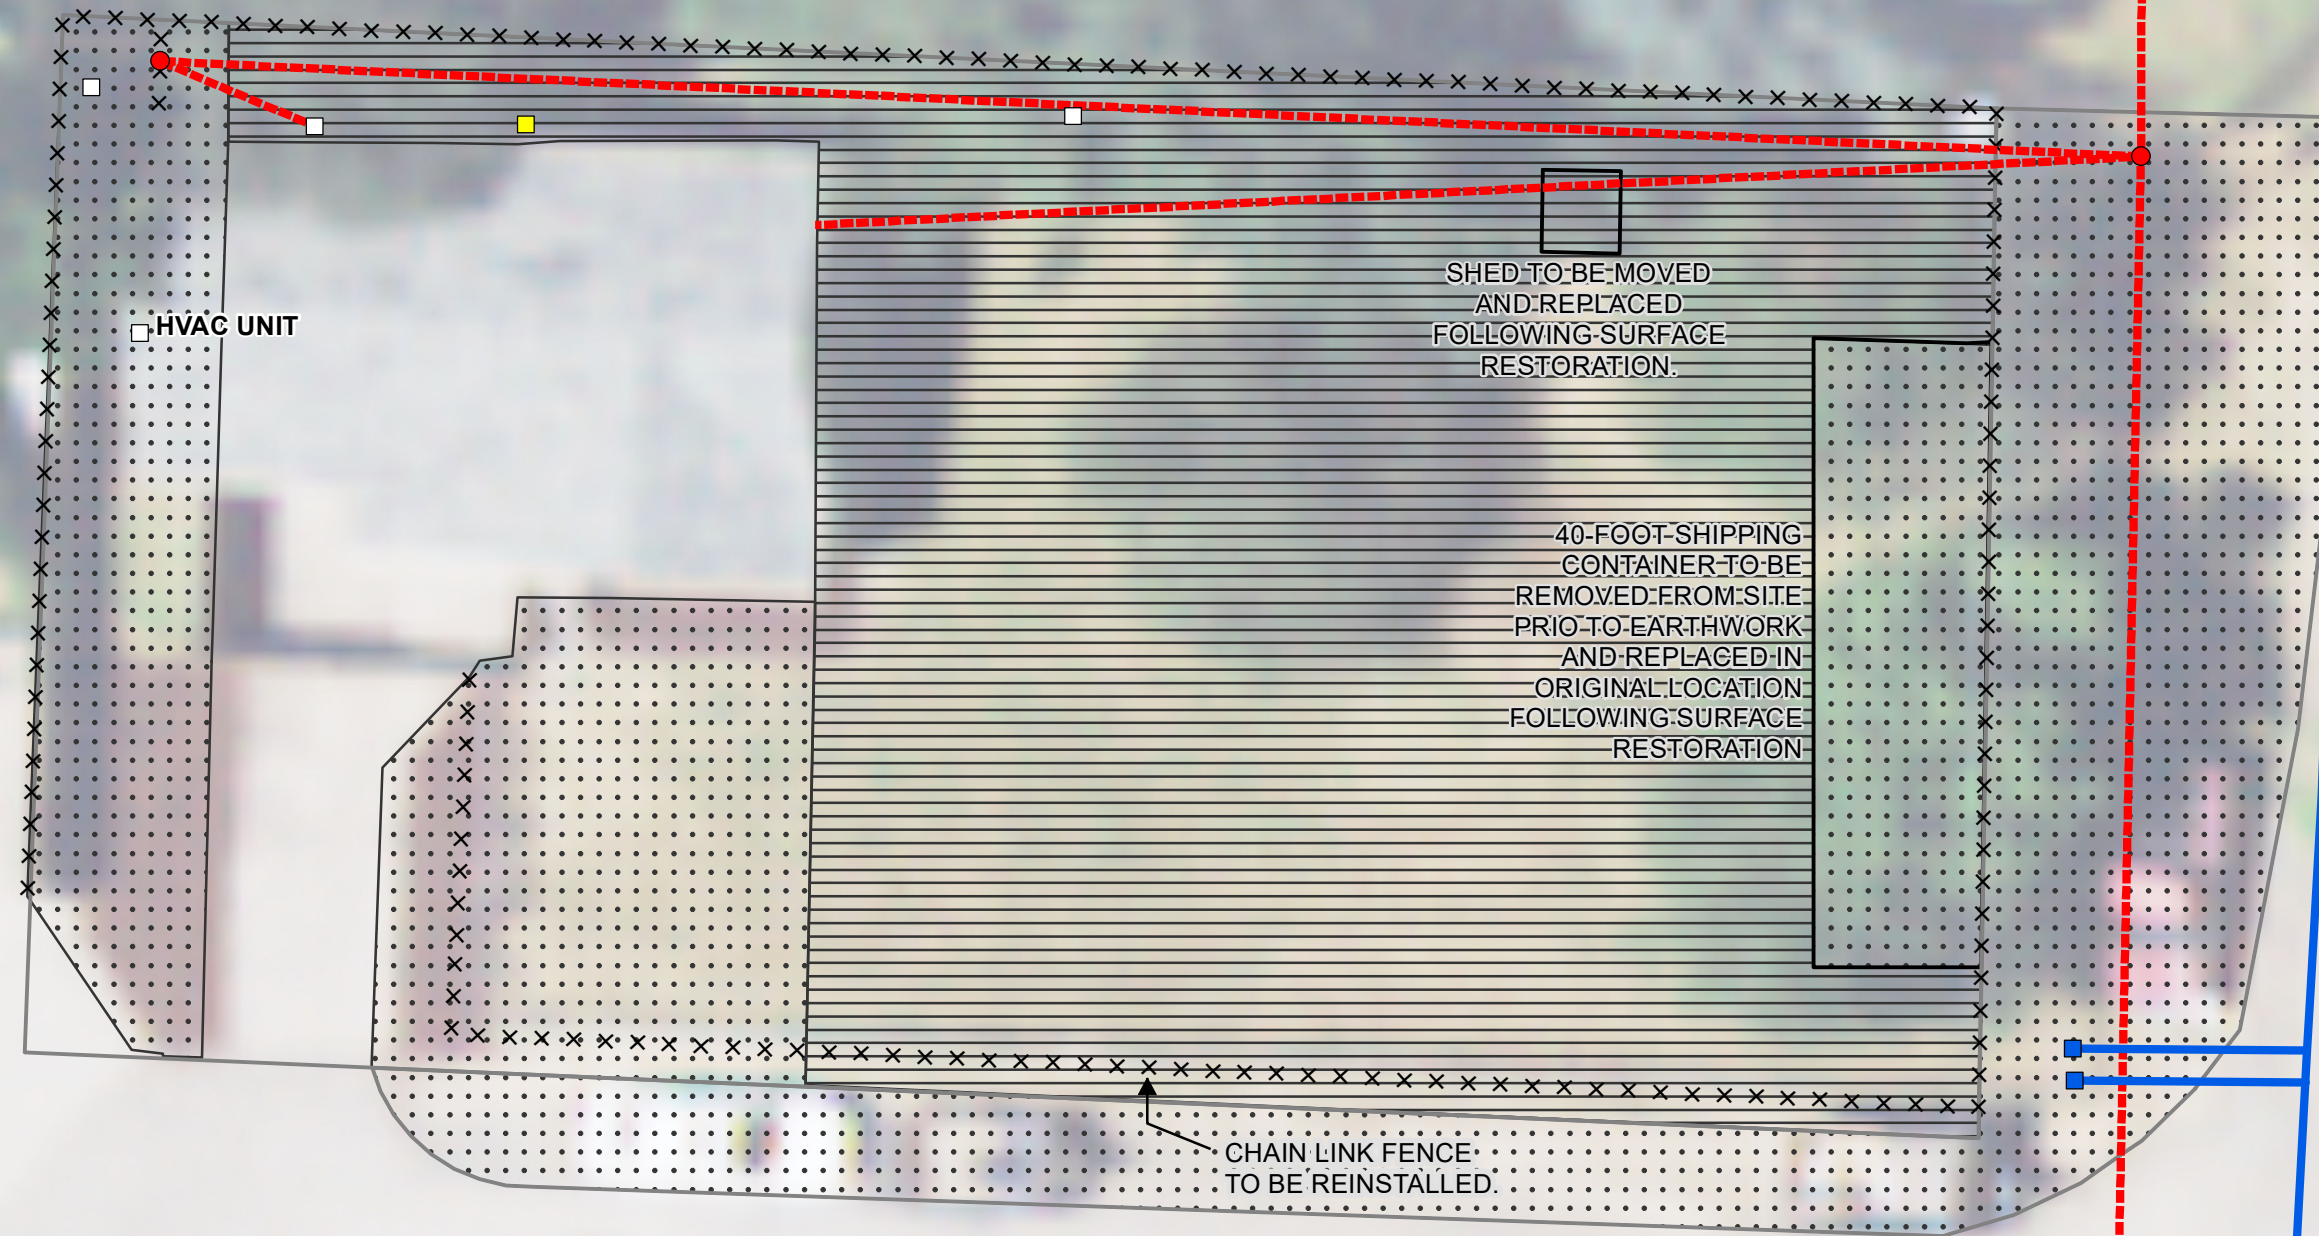 HVAC UNIT
SHED TO BE MOVED
AND REPLACED
FOLLOWING SURFACE
RESTORATION.
40-FOOT SHIPPING
CONTAINER TO BE
REMOVED FROM SITE
PRIO TO EARTHWORK
AND REPLACED IN
ORIGINAL LOCATION
FOLLOWING SURFACE
RESTORATION
CHAIN LINK FENCE
TO BE REINSTALLED.